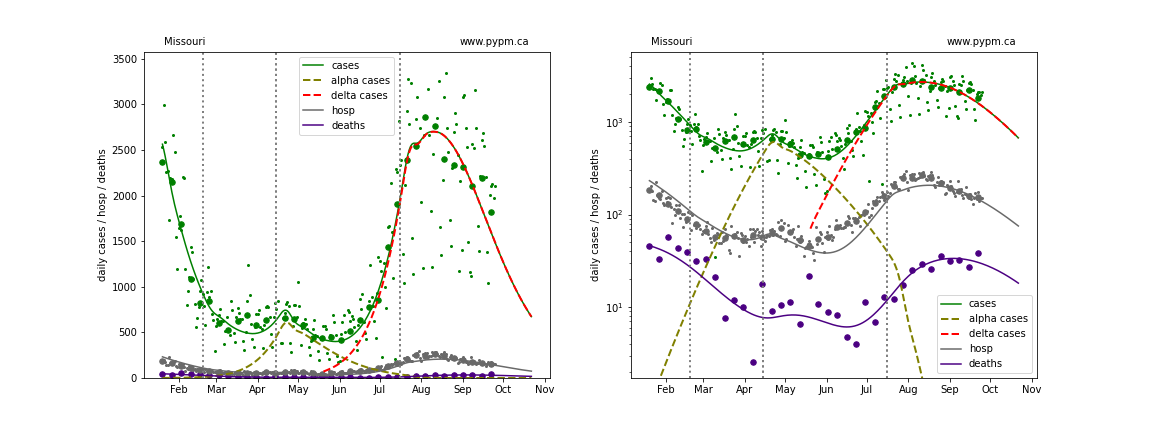 Missouri
www.pypm.ca
3500
3000
2500
2000
1500
1000
500
0
daily cases / hosp / deaths
cases
alpha cases
delta cases
hosp
deaths
Feb Mar Apr May Jun Jul Aug Sep Oct Nov
Missouri
www.pypm.ca
10³
10²
10¹
daily cases / hosp / deaths
cases
alpha cases
delta cases
hosp
deaths
Feb Mar Apr May Jun Jul Aug Sep Oct Nov